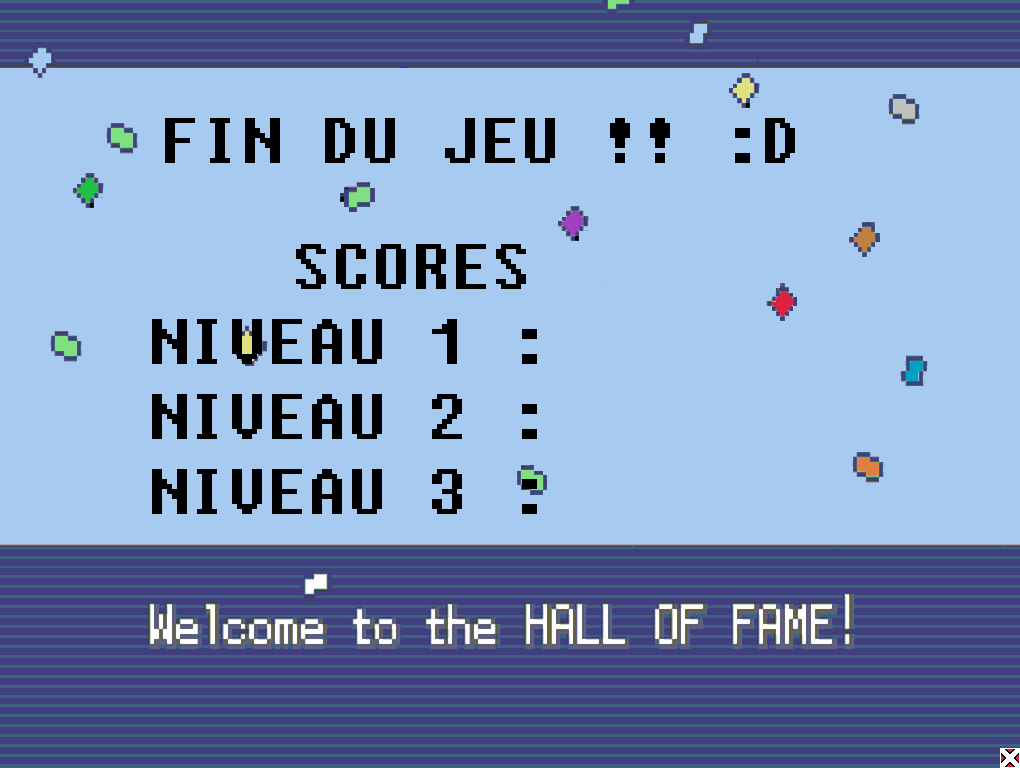 FIN DU JEU !! :D
SCORES
NIVEAU 1 :
NIVEAU 2 :
NIVEAU 3 :
Welcome to the HALL OF FAME!